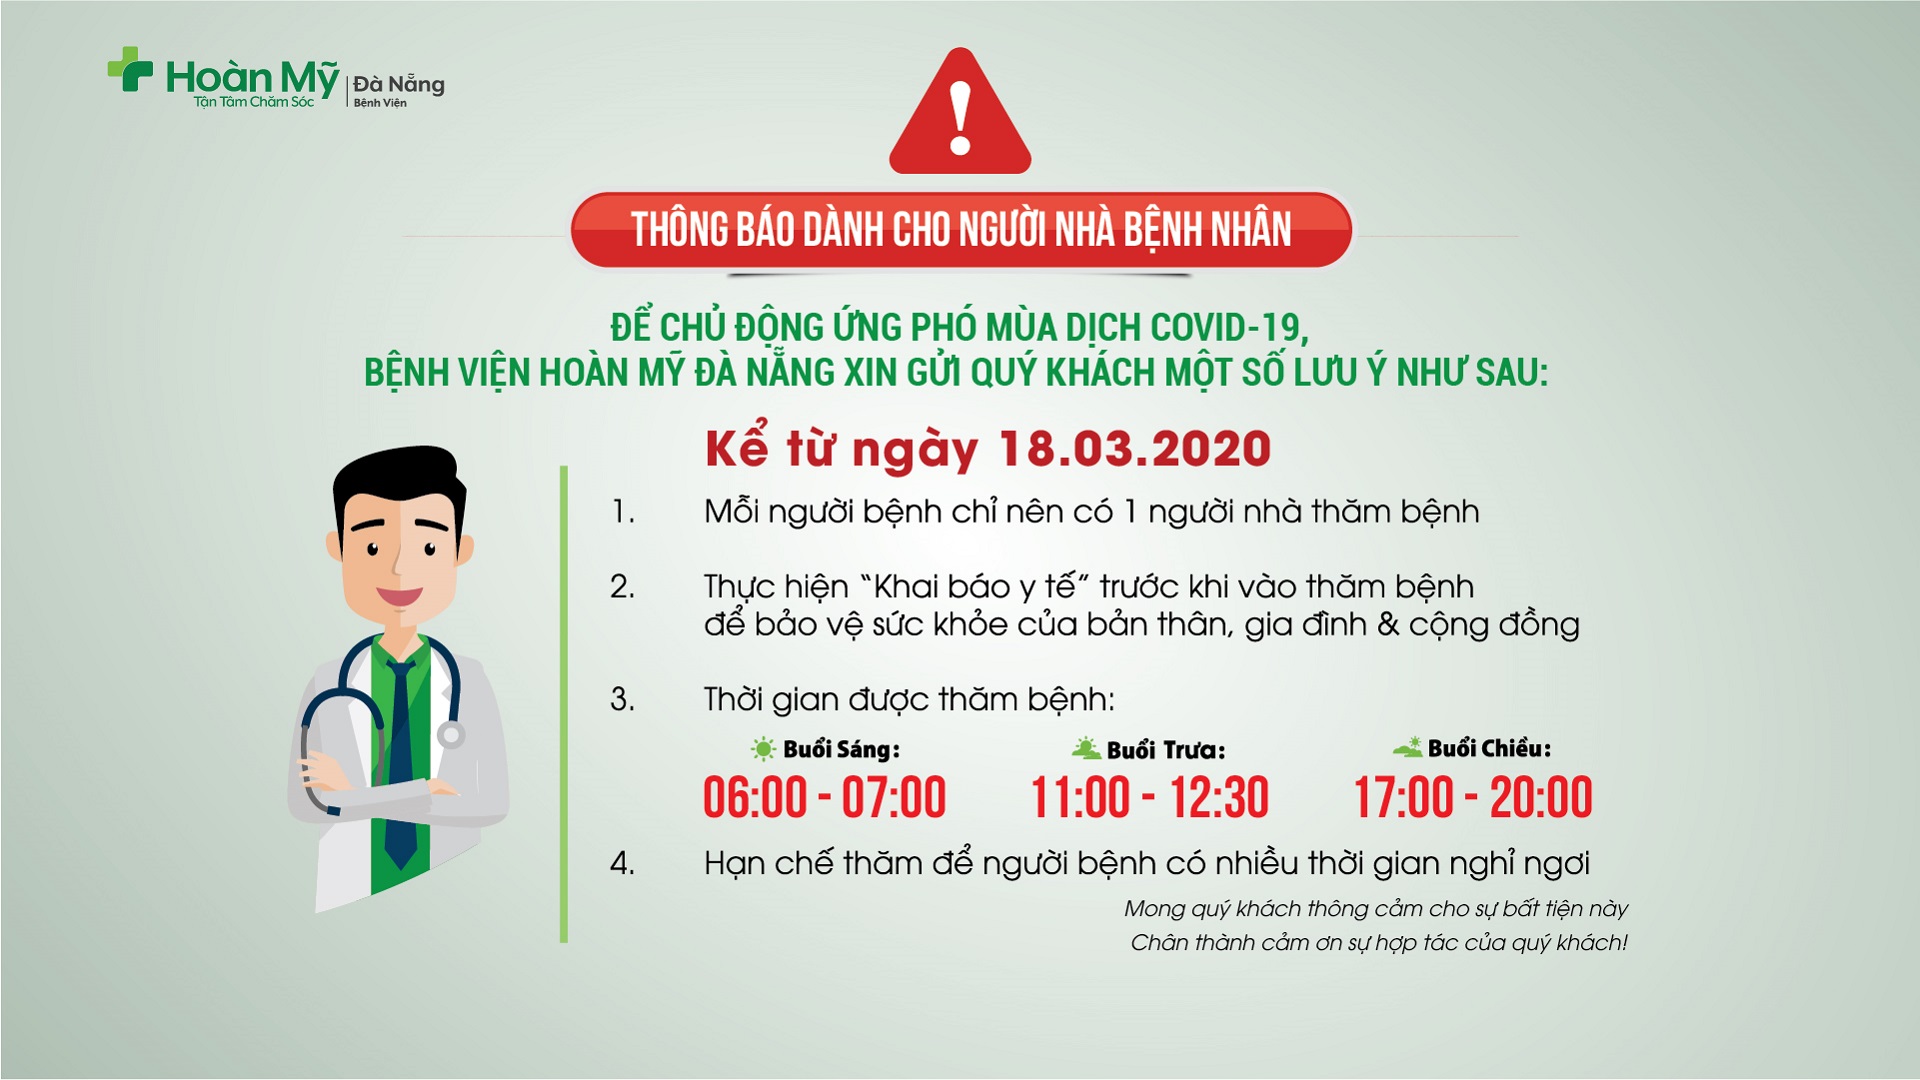 Hoàn Mỹ
Tận Tâm Chăm Sóc
Đà Nẵng
Bệnh Viện
THÔNG BÁO DÀNH CHO NGƯỜI NHÀ BỆNH NHÂN
ĐỂ CHỦ ĐỘNG ỨNG PHÓ MÙA DỊCH COVID-19,
BỆNH VIỆN HOÀN MỸ ĐÀ NẴNG XIN GỬI QUÝ KHÁCH MỘT SỐ LƯU Ý NHƯ SAU:
Kể từ ngày 18.03.2020
1. Mỗi người bệnh chỉ nên có 1 người nhà thăm bệnh
2. Thực hiện “Khai báo y tế” trước khi vào thăm bệnh
để bảo vệ sức khỏe của bản thân, gia đình & cộng đồng
3. Thời gian được thăm bệnh:
Buổi Sáng: Buổi Trưa: Buổi Chiều:
06:00 - 07:00 11:00 - 12:30 17:00 - 20:00
4. Hạn chế thăm để người bệnh có nhiều thời gian nghỉ ngơi
Mong quý khách thông cảm cho sự bất tiện này
Chân thành cảm ơn sự hợp tác của quý khách!